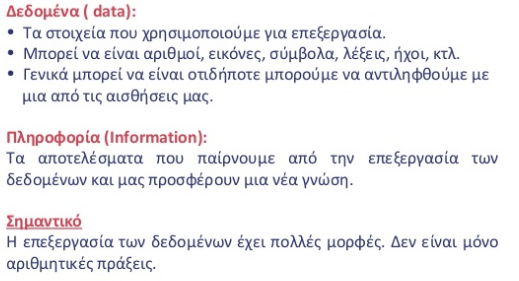 Δεδομένα ( data):
• Τα στοιχεία που χρησιμοποιούμε για επεξεργασία.
• Μπορεί να είναι αριθμοί, εικόνες, σύμβολα, λέξεις, ήχοι, κτλ.
• Γενικά μπορεί να είναι οτιδήποτε μπορούμε να αντιληφθούμε με
μια από τις αισθήσεις μας.
Πληροφορία (Information):
Τα αποτελέσματα που παίρνουμε από την επεξεργασία των
δεδομένων και μας προσφέρουν μια νέα γνώση.
Σημαντικό
Η επεξεργασία των δεδομένων έχει πολλές μορφές. Δεν είναι μόνο
αριθμητικές πράξεις.